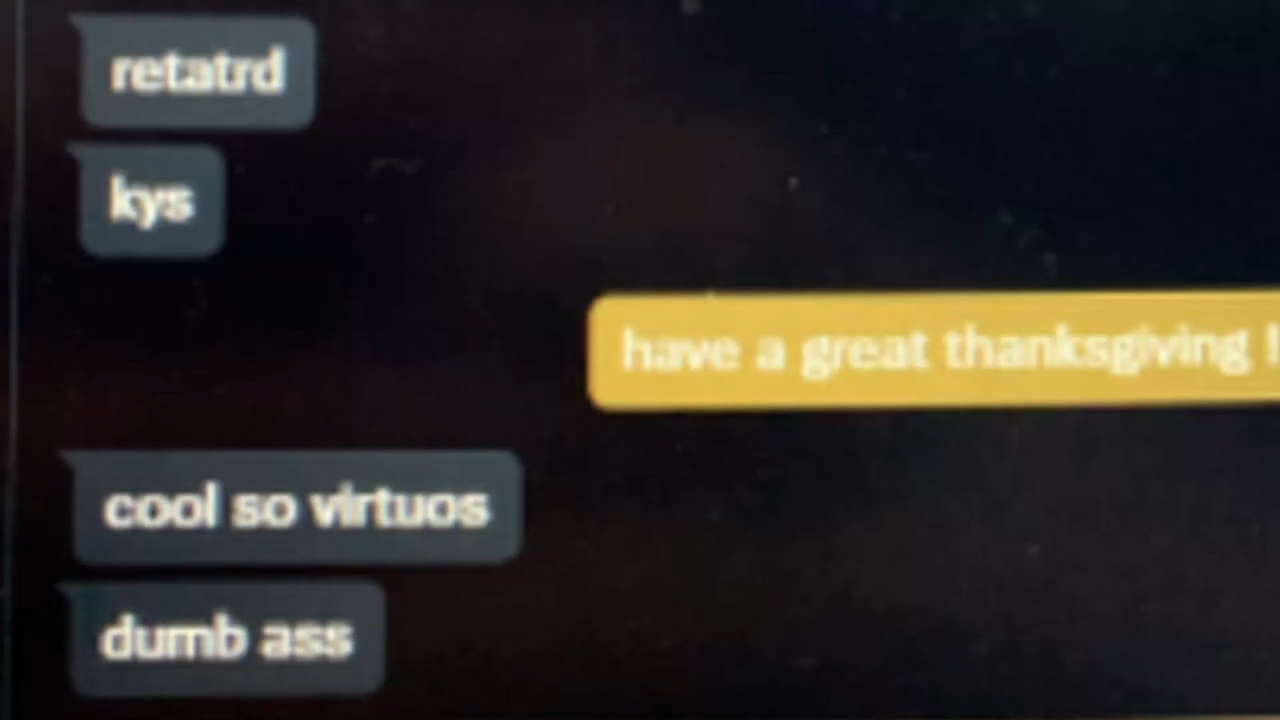 retatrd
kys
have a great thanksgiving !
cool so virtuos
dumb ass